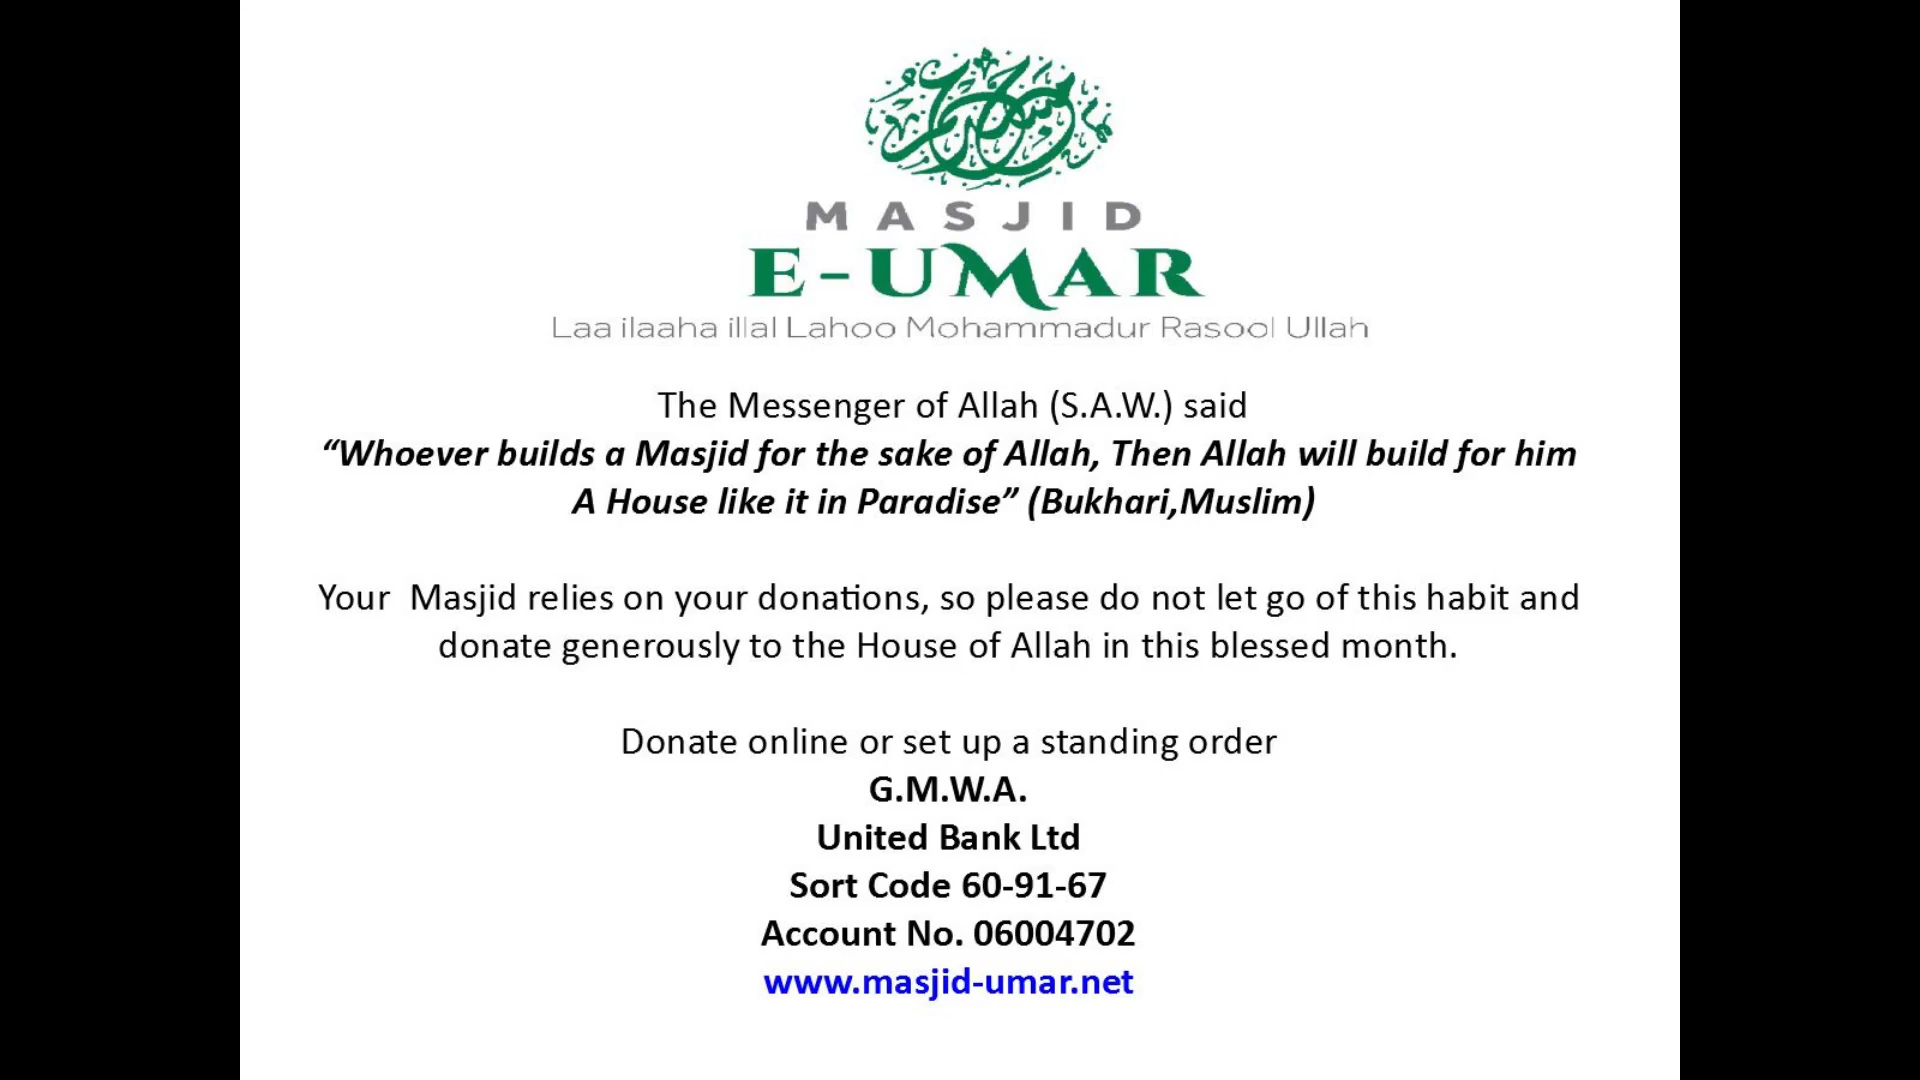 MASJID
E-UMAR
Laa ilaaha illal Lahoo Mohammadur Rasool Ullah
The Messenger of Allah (S.A.W.) said
“Whoever builds a Masjid for the sake of Allah, Then Allah will build for him
A House like it in Paradise” (Bukhari,Muslim)
Your  Masjid relies on your donations, so please do not let go of this habit and
donate generously to the House of Allah in this blessed month.
Donate online or set up a standing order
G.M.W.A.
United Bank Ltd
Sort Code 60-91-67
Account No. 06004702
www.masjid-umar.net